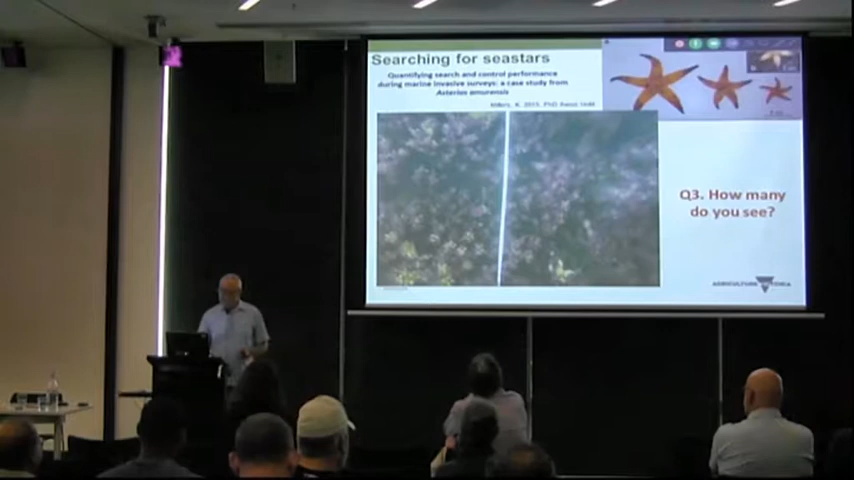 Searching for seastars
Quantifying search and control performance
during marine invasive surveys: a case study from
Asterias amurensis
Q3. How many
do you see?
AGRICULTURE VICTORIA